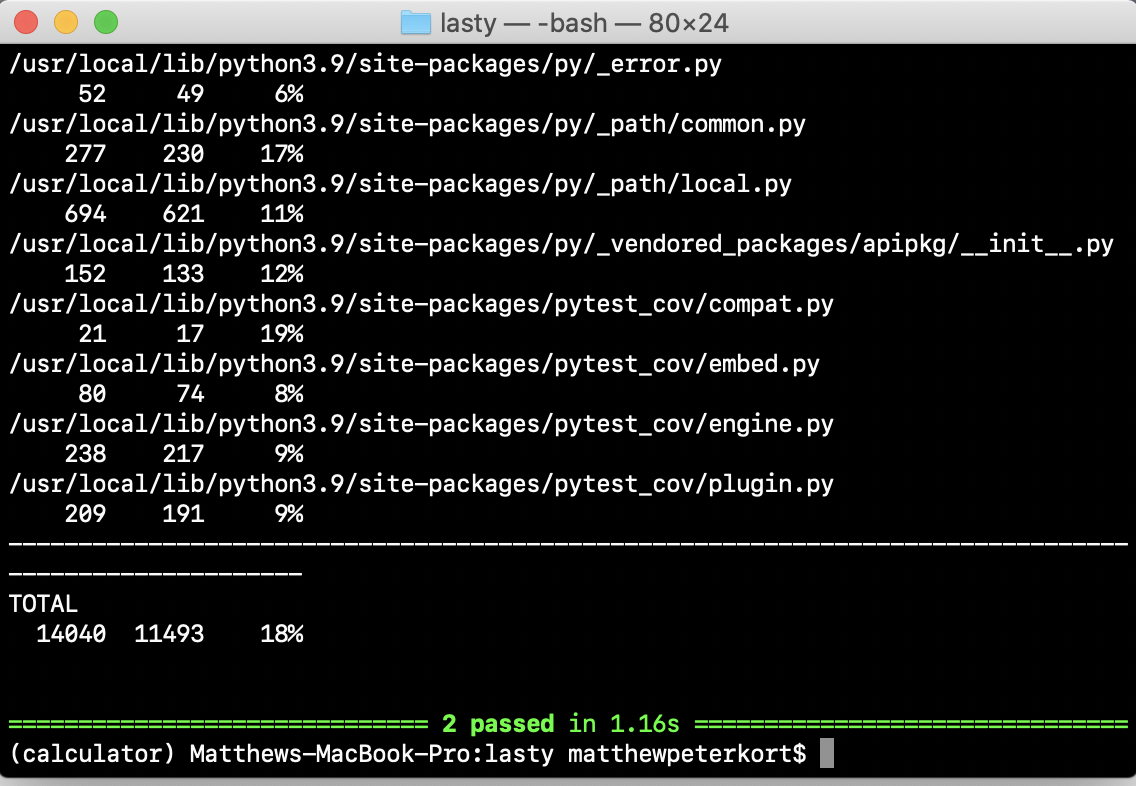 lasty — -bash — 80×24
/usr/local/lib/python3.9/site-packages/py/_error.py
     52     49     6%
/usr/local/lib/python3.9/site-packages/py/_path/common.py
    277    230    17%
/usr/local/lib/python3.9/site-packages/py/_path/local.py
    694    621    11%
/usr/local/lib/python3.9/site-packages/py/_vendored_packages/apipkg/__init__.py
    152    133    12%
/usr/local/lib/python3.9/site-packages/pytest_cov/compat.py
     21     17    19%
/usr/local/lib/python3.9/site-packages/pytest_cov/embed.py
     80     74     8%
/usr/local/lib/python3.9/site-packages/pytest_cov/engine.py
    238    217     9%
/usr/local/lib/python3.9/site-packages/pytest_cov/plugin.py
    209    191     9%
--------------------------------------------------------------------------------
---------------------
TOTAL
  14040  11493    18%
============================== 2 passed in 1.16s ===============================
(calculator) Matthews-MacBook-Pro:lasty matthewpeterkort$